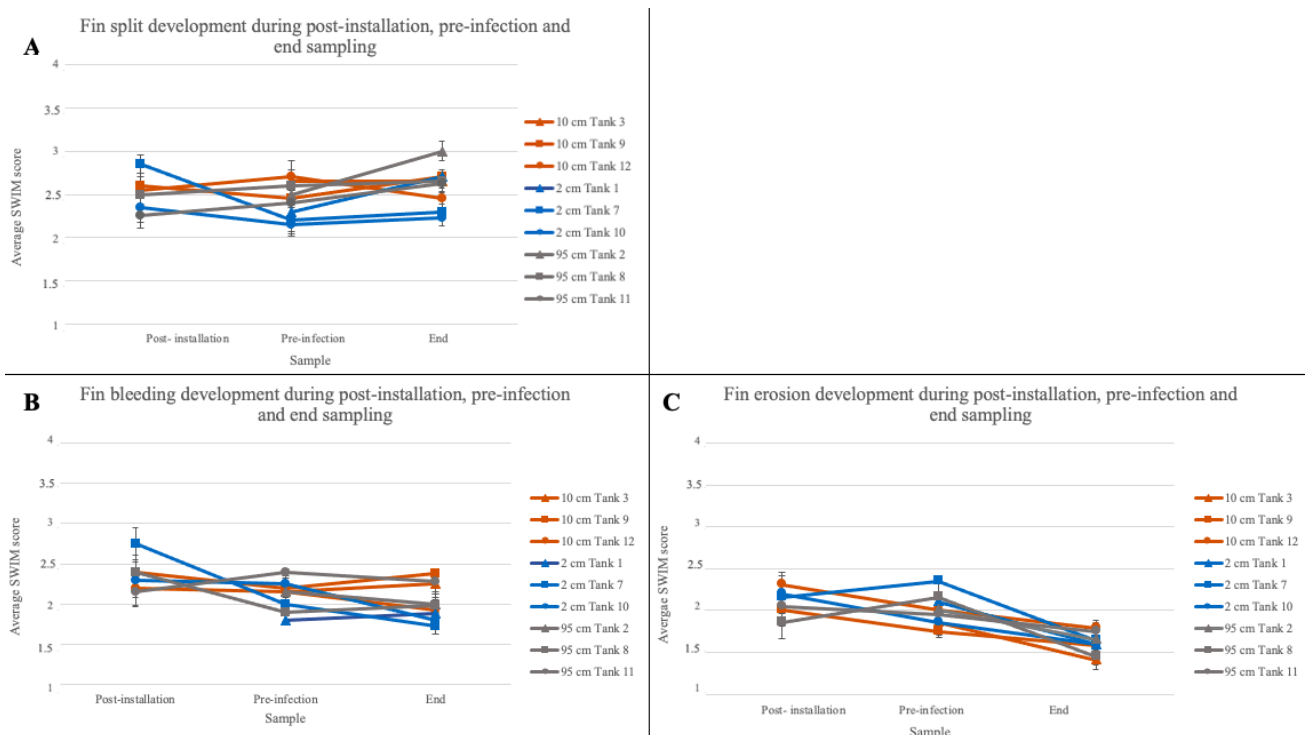 A
Fin split development during post-installation, pre-infection and
end sampling
4
3.5
3
2.5
2
1.5
1
Average SWIM score
Post- installation
Pre-infection
End
Sample
10 cm Tank 3
10 cm Tank 9
10 cm Tank 12
2 cm Tank 1
2 cm Tank 7
2 cm Tank 10
95 cm Tank 2
95 cm Tank 8
95 cm Tank 11
B
Fin bleeding development during post-installation, pre-infection
and end sampling
4
3.5
3
2.5
2
1.5
1
Average SWIM score
Post-installation
Pre-infection
End
Sample
10 cm Tank 3
10 cm Tank 9
10 cm Tank 12
2 cm Tank 1
2 cm Tank 7
2 cm Tank 10
95 cm Tank 2
95 cm Tank 8
95 cm Tank 11
C
Fin erosion development during post-installation, pre-infection and
end sampling
4
3.5
3
2.5
2
1.5
1
Avergae SWIM score
Post- installation
Pre-infection
End
Sample
10 cm Tank 3
10 cm Tank 9
10 cm Tank 12
2 cm Tank 1
2 cm Tank 7
2 cm Tank 10
95 cm Tank 2
95 cm Tank 8
95 cm Tank 11